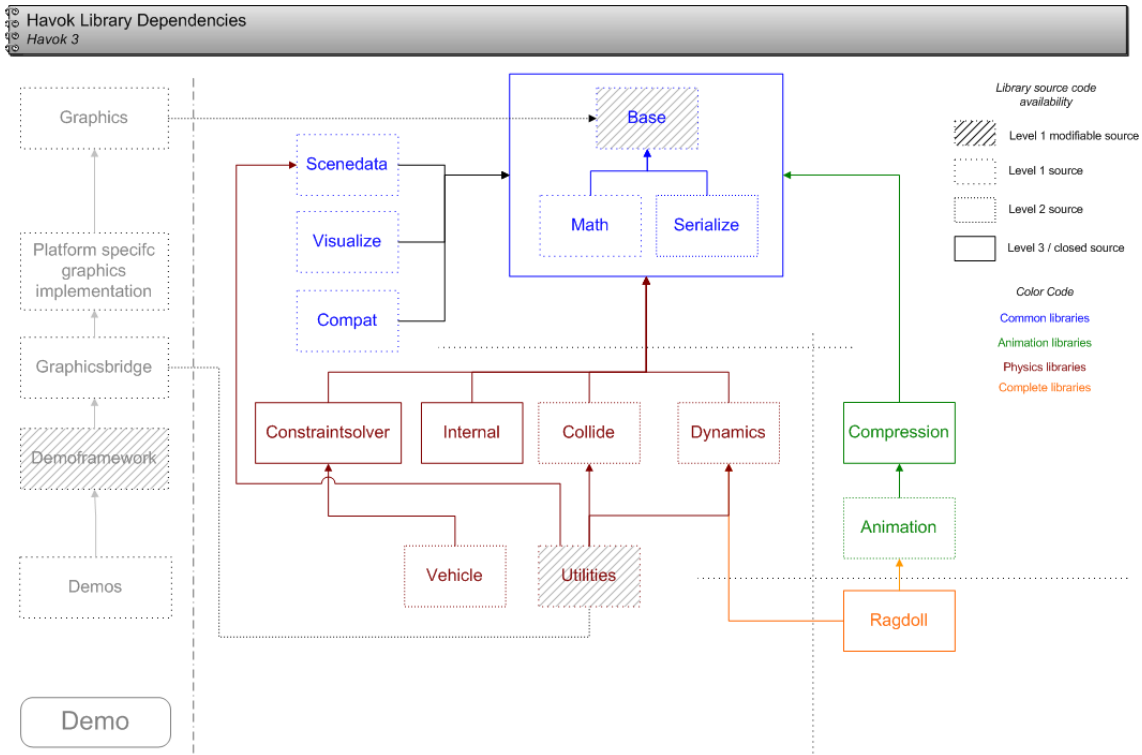 Havok Library Dependencies
Havok 3
Graphics
Platform specifc
graphics
implementation
Graphicsbridge
Demoframework
Demos
Demo
Scenedata
Visualize
Compat
Base
Math
Serialize
Constraintsolver
Internal
Collide
Dynamics
Vehicle
Utilities
Compression
Animation
Ragdoll
Library source code
availability
Level 1 modifiable source
Level 1 source
Level 2 source
Level 3 / closed source
Color Code
Common libraries
Animation libraries
Physics libraries
Complete libraries